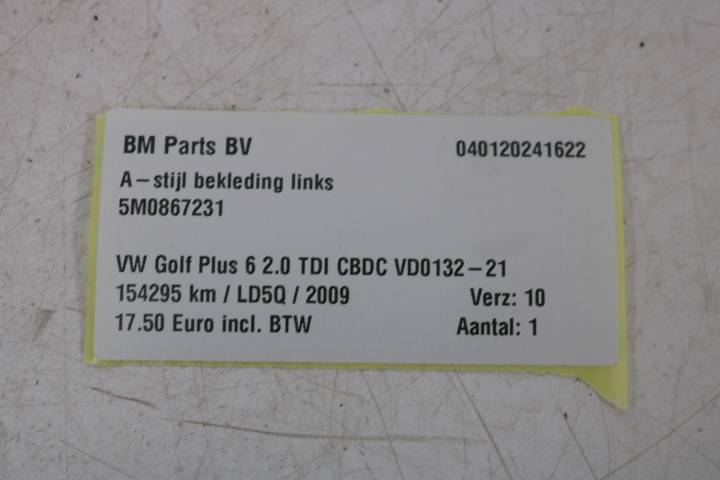 BM Parts BV 040120241622
A-stijl bekleding links
5M0867231
VW Golf Plus 6 2.0 TDI CBDC VD0132-21
154295 km / LD5Q / 2009 Verz: 10
17.50 Euro incl. BTW Aantal: 1